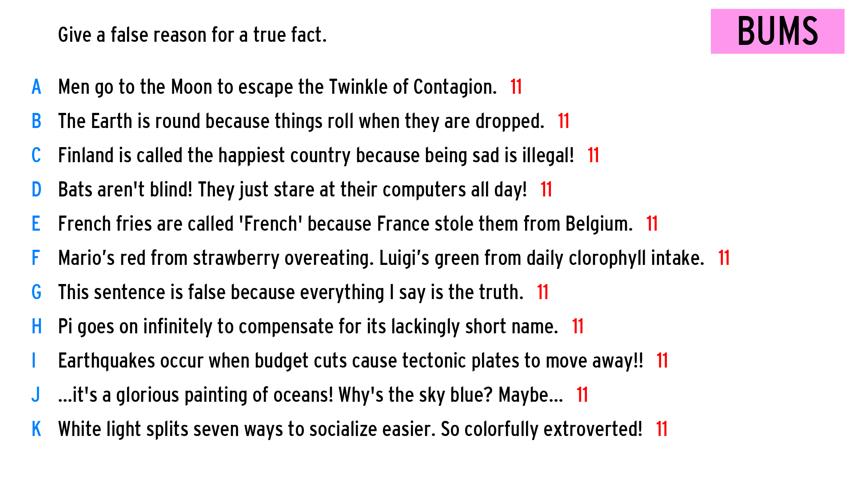 Give a false reason for a true fact.
BUMS
A Men go to the Moon to escape the Twinkle of Contagion. 11
B The Earth is round because things roll when they are dropped. 11
C Finland is called the happiest country because being sad is illegal! 11
D Bats aren't blind! They just stare at their computers all day! 11
E French fries are called 'French' because France stole them from Belgium. 11
F Mario’s red from strawberry overeating. Luigi’s green from daily clorophyll intake. 11
G This sentence is false because everything I say is the truth. 11
H Pi goes on infinitely to compensate for its lackingly short name. 11
I Earthquakes occur when budget cuts cause tectonic plates to move away!! 11
J ...it's a glorious painting of oceans! Why's the sky blue? Maybe... 11
K White light splits seven ways to socialize easier. So colorfully extroverted! 11